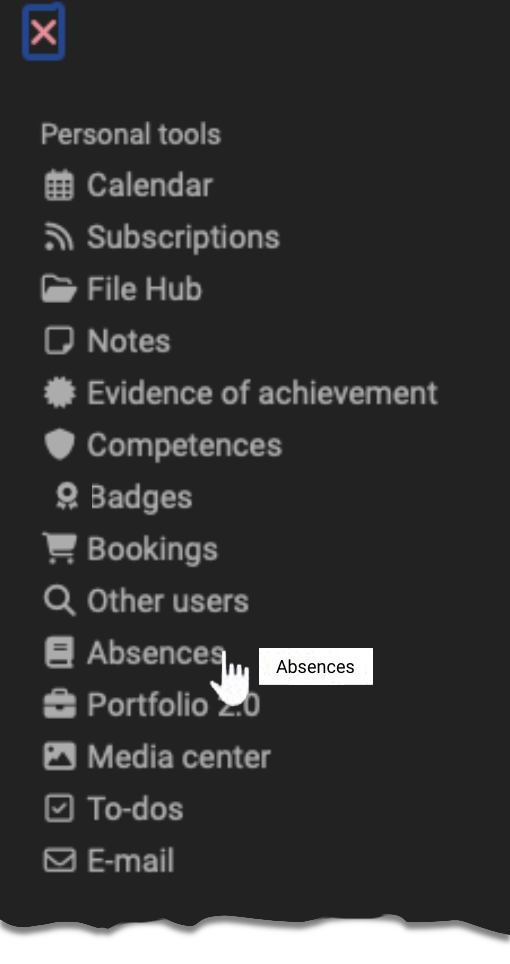 Personal tools
Calendar
Subscriptions
File Hub
Notes
Evidence of achievement
Competences
Badges
Bookings
Other users
Absences
Absences
Portfolio 2.0
Media center
To-dos
E-mail